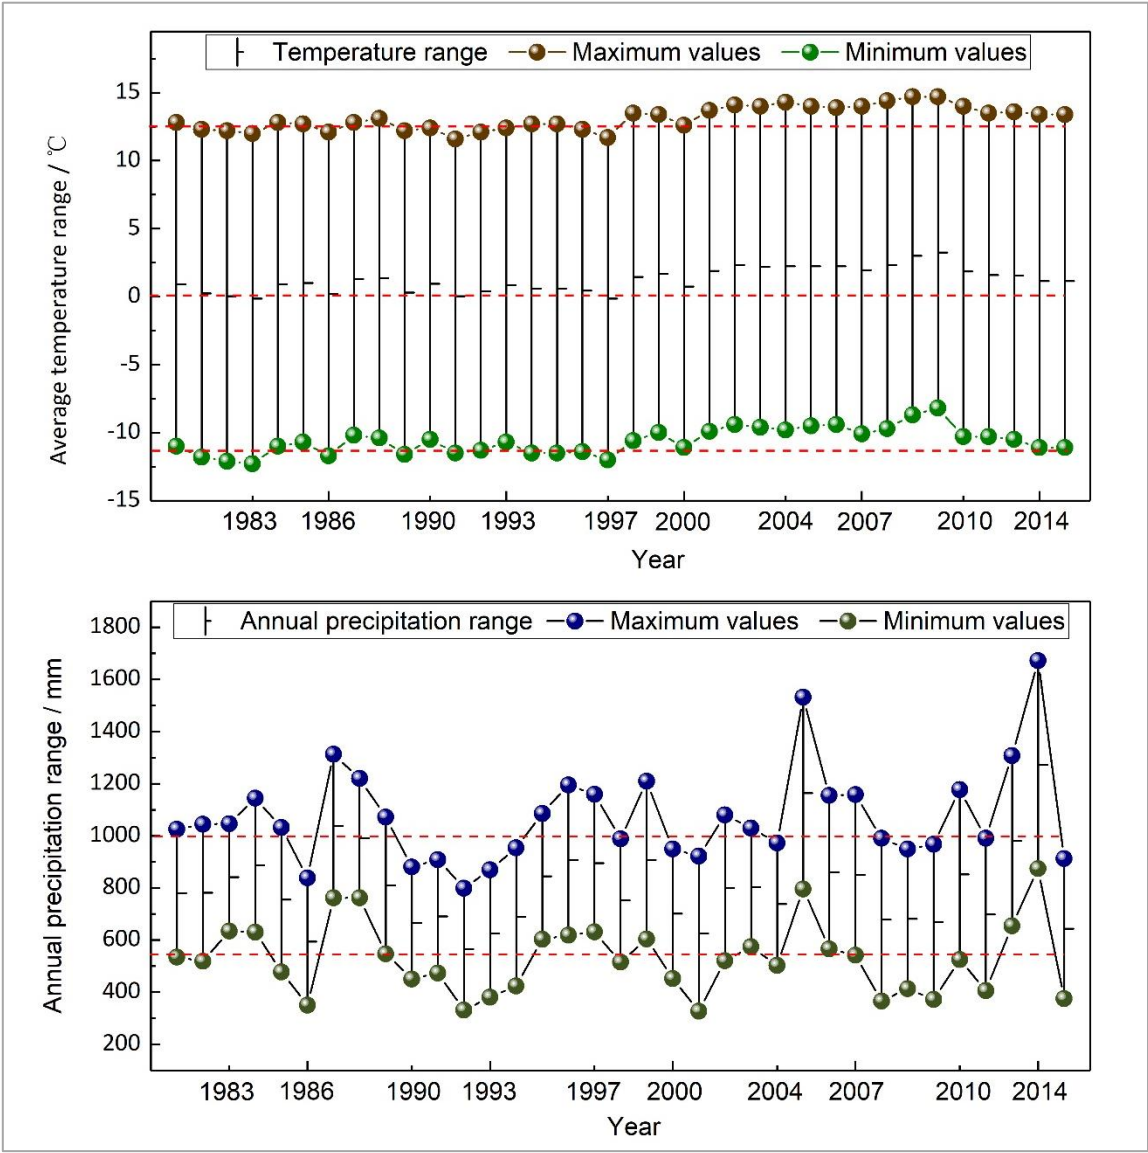 Temperature range Maximum values Minimum values
Average temperature range / ℃
15
10
5
0
-5
-10
-15
1983 1986 1990 1993 1997 2000 2004 2007 2010 2014
Year
Annual precipitation range Maximum values Minimum values
Annual precipitation range / mm
1800
1600
1400
1200
1000
800
600
400
200
1983 1986 1990 1993 1997 2000 2004 2007 2010 2014
Year